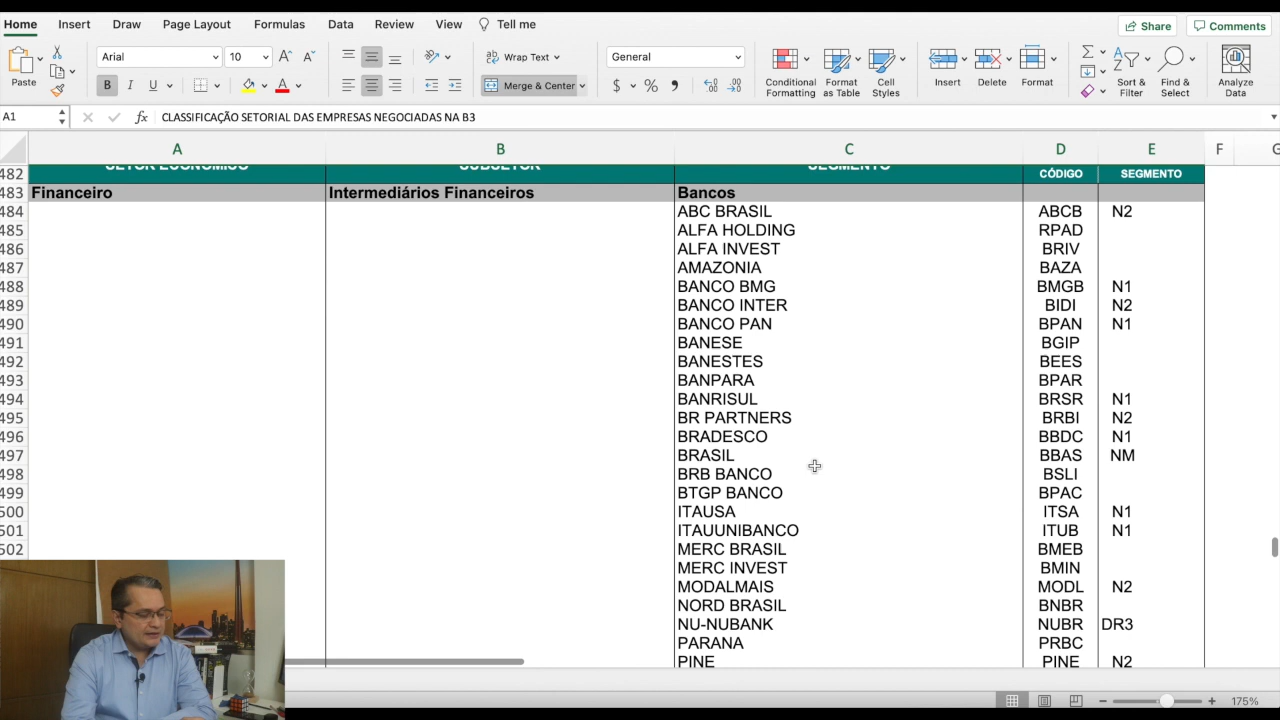 Home Insert Draw Page Layout Formulas Data Review View Tell me Share Comments
Arial 10 Wrap Text General
Paste Merge & Center Conditional Formatting Format as Table Cell Styles Insert Delete Format Sort & Filter Find & Select Analyze Data
A1 fx CLASSIFICAÇÃO SETORIAL DAS EMPRESAS NEGOCIADAS NA B3
A B C D E F G
482 SETOR ECONÔMICO SUBSETOR SEGMENTO CÓDIGO SEGMENTO
483 Financeiro Intermediários Financeiros Bancos
484 ABC BRASIL ABCB N2
485 ALFA HOLDING RPAD
486 ALFA INVEST BRIV
487 AMAZONIA BAZA
488 BANCO BMG BMGB N1
489 BANCO INTER BIDI N2
490 BANCO PAN BPAN N1
491 BANESE BGIP
492 BANESTES BEES
493 BANPARA BPAR
494 BANRISUL BRSR N1
495 BR PARTNERS BRBI N2
496 BRADESCO BBDC N1
497 BRASIL BBAS NM
498 BRB BANCO BSLI
499 BTGP BANCO BPAC
500 ITAUSA ITSA N1
501 ITAUUNIBANCO ITUB N1
502 MERC BRASIL BMEB
MERC INVEST BMIN
MODALMAIS MODL N2
NORD BRASIL BNBR
NU-NUBANK NUBR DR3
PARANA PRBC
PINE PINE N2
175%